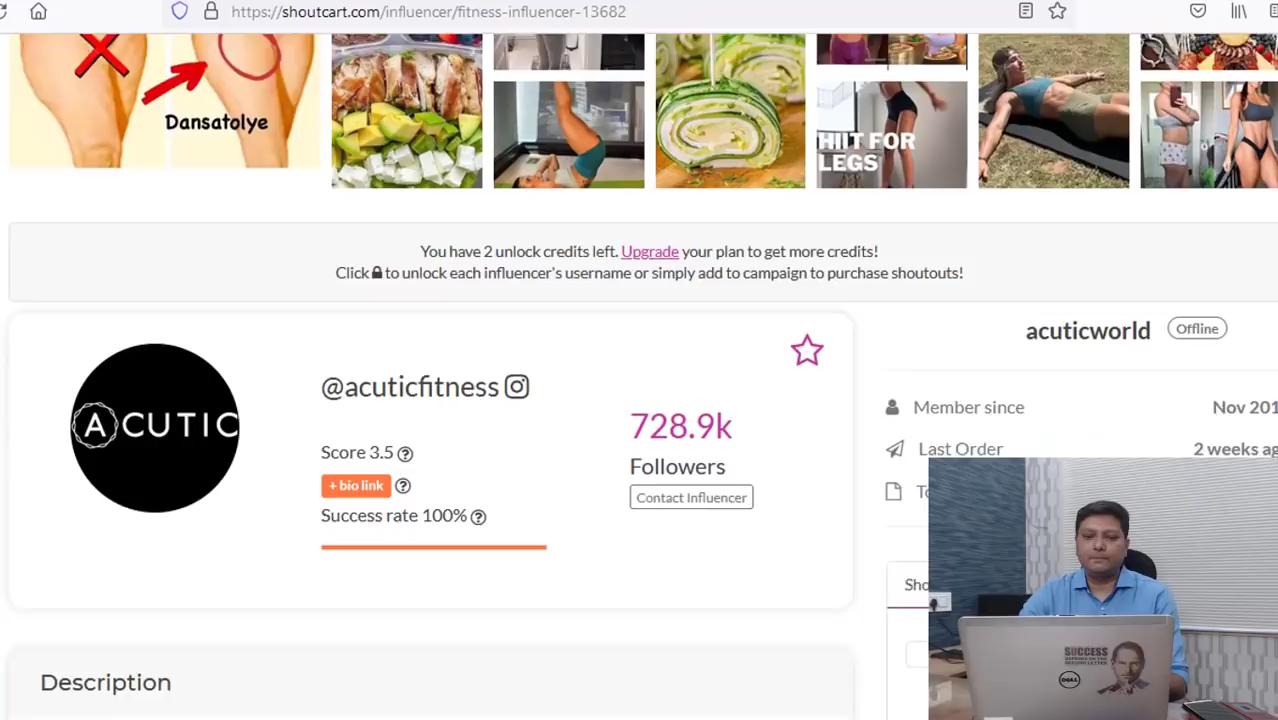 https://shoutcart.com/influencer/fitness-influencer-13682
Dansatolye
HIIT FOR
LEGS
You have 2 unlock credits left. Upgrade your plan to get more credits!
Click to unlock each influencer's username or simply add to campaign to purchase shoutouts!
ACUTIC
@acuticfitness
Score 3.5
+ bio link
Success rate 100%
728.9k
Followers
Contact Influencer
acuticworld
Offline
Member since
Nov 201
Last Order
2 weeks ag
Sho
SUCCESS
DELL
Description